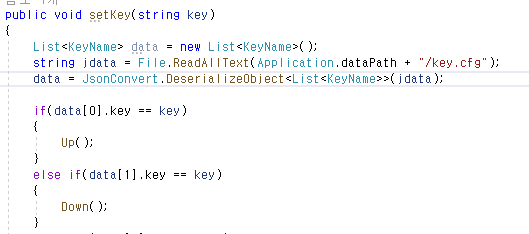 public void setKey(string key)
{
List<KeyName> data = new List<KeyName>();
string jdata = File.ReadAllText(Application.dataPath + "/key.cfg");
data = JsonConvert.DeserializeObject<List<KeyName>>(jdata);
if(data[0].key == key)
{
Up();
}
else if(data[1].key == key)
{
Down();
}